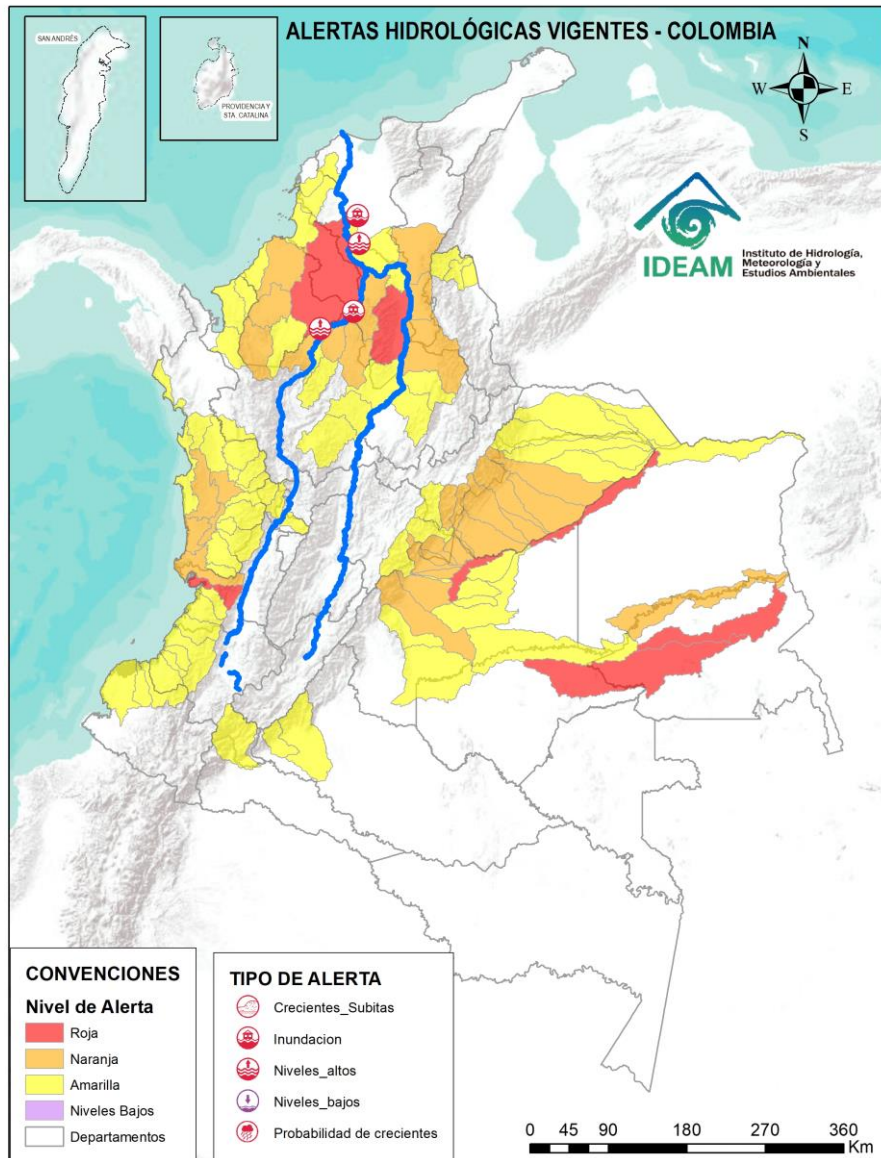 ALERTAS HIDROLÓGICAS VIGENTES - COLOMBIA
SAN ANDRÉS
PROVIDENCIA Y
STA. CATALINA
N
W
E
S
IDEAM
Instituto de Hidrología,
Meteorología y
Estudios Ambientales
CONVENCIONES
Nivel de Alerta
Roja
Naranja
Amarilla
Niveles Bajos
Departamentos
TIPO DE ALERTA
Crecientes_Subitas
Inundacion
Niveles_altos
Niveles_bajos
Probabilidad de crecientes
0 45 90 180 270 360
Km